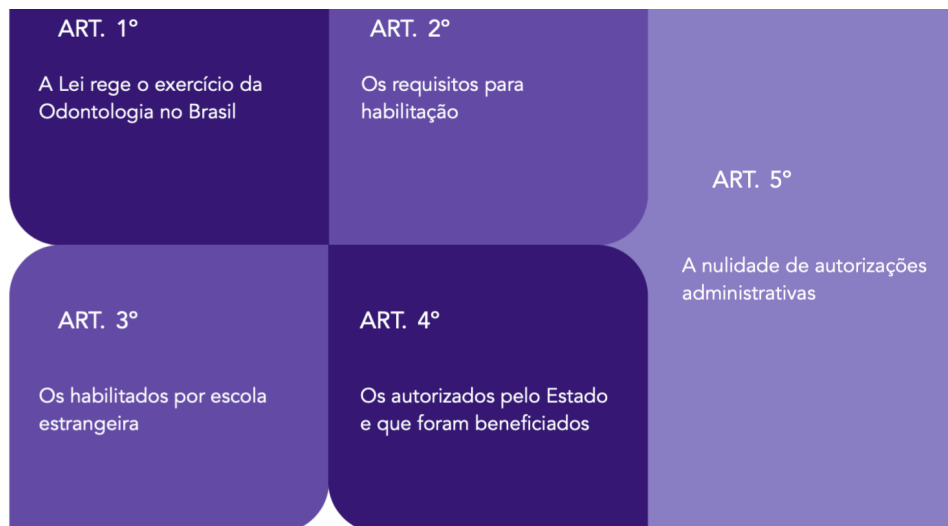 ART. 1º
A Lei rege o exercício da
Odontologia no Brasil
ART. 2º
Os requisitos para
habilitação
ART. 3º
Os habilitados por escola
estrangeira
ART. 4º
Os autorizados pelo Estado
e que foram beneficiados
ART. 5º
A nulidade de autorizações
administrativas